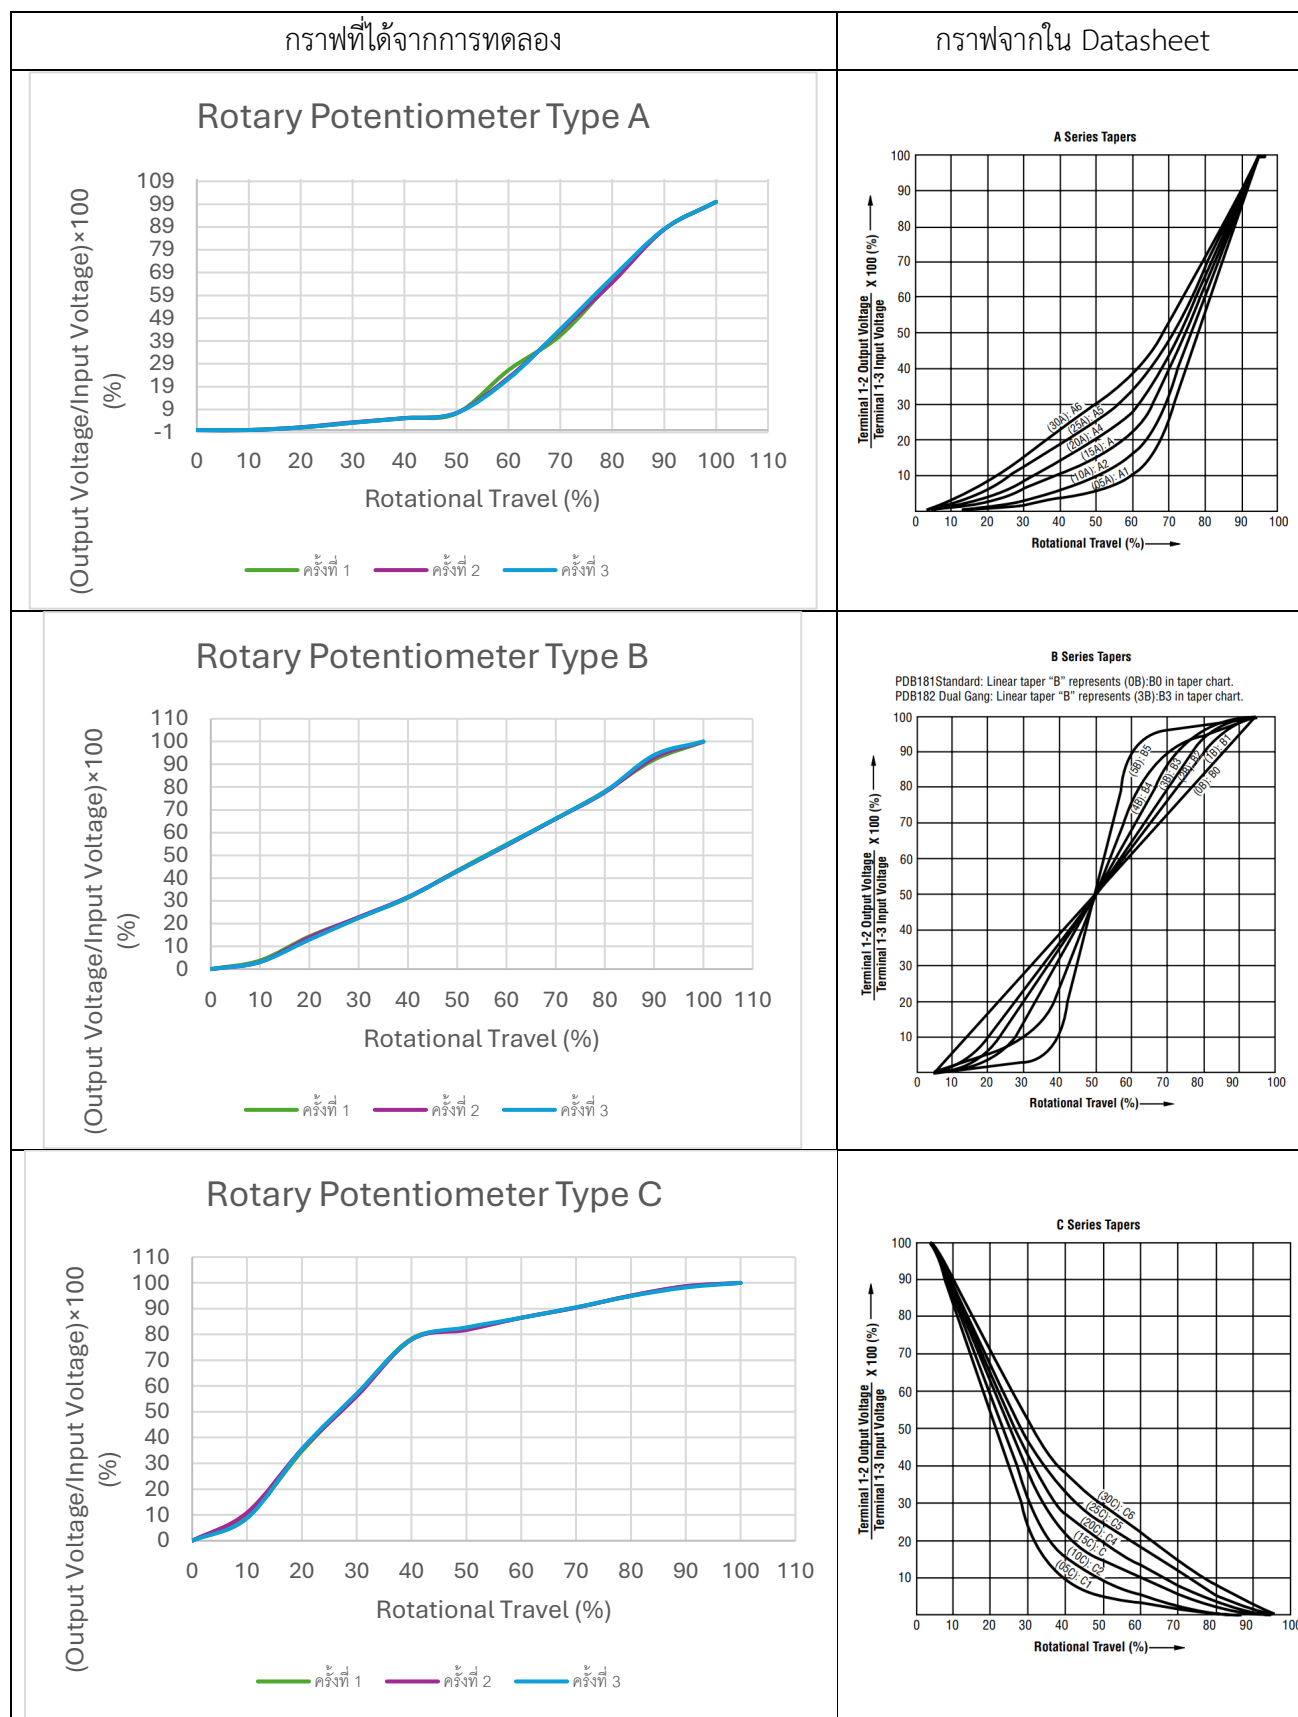 กราฟที่ได้จากการทดลอง
กราฟจากใน Datasheet
Rotary Potentiometer Type A
(Output Voltage/Input Voltage)×100
(%)
109
99
89
79
69
59
49
39
29
19
9
-1
0 10 20 30 40 50 60 70 80 90 100 110
Rotational Travel (%)
ครั้งที่ 1 ครั้งที่ 2 ครั้งที่ 3
A Series Tapers
Terminal 1-2 Output Voltage
Terminal 1-3 Input Voltage
X 100 (%)
100
90
80
70
60
50
40
30
20
10
(30A): A6
(25A): A5
(20A): A4
(15A): A
(10A): A2
(05A): A1
0 10 20 30 40 50 60 70 80 90 100
Rotational Travel (%)
Rotary Potentiometer Type B
(Output Voltage/Input Voltage)×100
(%)
110
100
90
80
70
60
50
40
30
20
10
0
0 10 20 30 40 50 60 70 80 90 100 110
Rotational Travel (%)
ครั้งที่ 1 ครั้งที่ 2 ครั้งที่ 3
B Series Tapers
PDB181Standard: Linear taper “B” represents (0B):B0 in taper chart.
PDB182 Dual Gang: Linear taper “B” represents (3B):B3 in taper chart.
Terminal 1-2 Output Voltage
Terminal 1-3 Input Voltage
X 100 (%)
100
90
80
70
60
50
40
30
20
10
(5B): B5
(4B): B4
(3B): B3
(2B): B2
(1B): B1
(0B): B0
0 10 20 30 40 50 60 70 80 90 100
Rotational Travel (%)
Rotary Potentiometer Type C
(Output Voltage/Input Voltage)×100
(%)
110
100
90
80
70
60
50
40
30
20
10
0
0 10 20 30 40 50 60 70 80 90 100 110
Rotational Travel (%)
ครั้งที่ 1 ครั้งที่ 2 ครั้งที่ 3
C Series Tapers
Terminal 1-2 Output Voltage
Terminal 1-3 Input Voltage
X 100 (%)
100
90
80
70
60
50
40
30
20
10
(30C): C6
(25C): C5
(20C): C4
(15C): C
(10C): C2
(05C): C1
0 10 20 30 40 50 60 70 80 90 100
Rotational Travel (%)